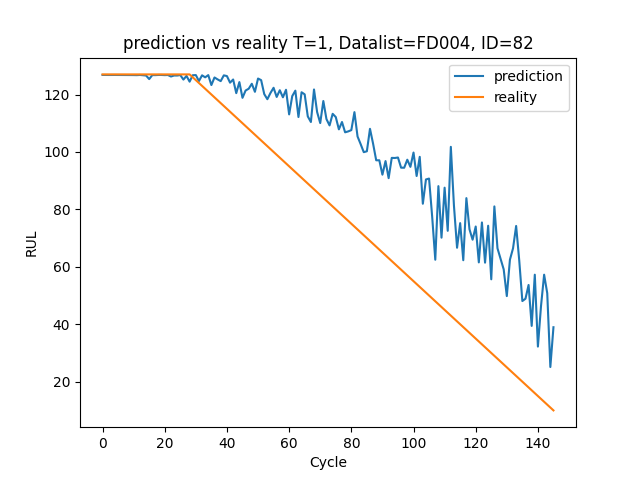 prediction vs reality T=1, Datalist=FD004, ID=82
prediction
reality
RUL
120
100
80
60
40
20
0 20 40 60 80 100 120 140
Cycle